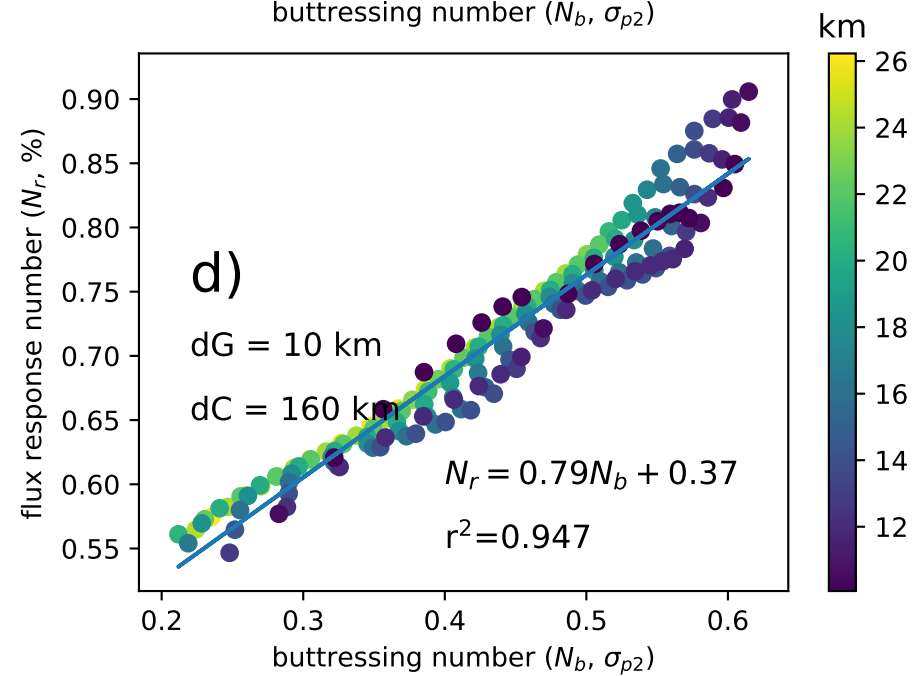 buttressing number (N_b, σ_p2)
km
flux response number (N_r, %)
0.90
0.85
0.80
0.75
0.70
0.65
0.60
0.55
d)
dG = 10 km
dC = 160 km
N_r = 0.79N_b + 0.37
r²=0.947
26
24
22
20
18
16
14
12
0.2 0.3 0.4 0.5 0.6
buttressing number (N_b, σ_p2)